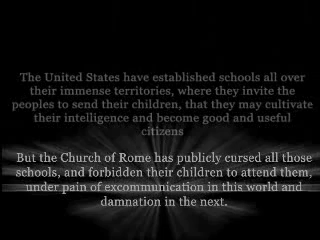 The United States have established schools all over
their immense territories, where they invite the
peoples to send their children, that they may cultivate
their intelligence and become good and useful
citizens
But the Church of Rome has publicly cursed all those
schools, and forbidden their children to attend them,
under pain of excommunication in this world and
damnation in the next.